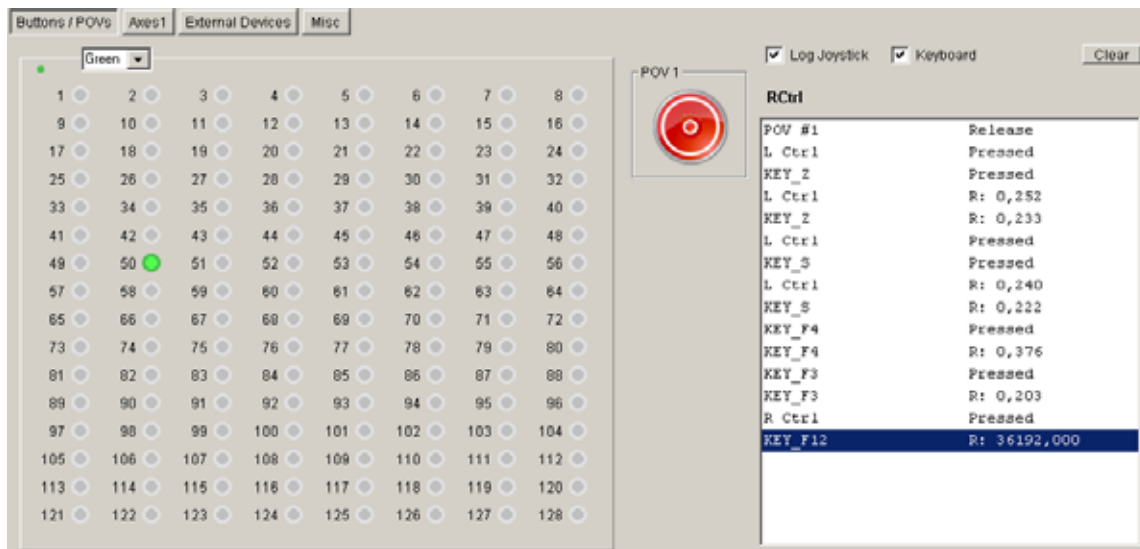 Buttons / POVs Axes1 External Devices Misc
Green
1 2 3 4 5 6 7 8
9 10 11 12 13 14 15 16
17 18 19 20 21 22 23 24
25 26 27 28 29 30 31 32
33 34 35 36 37 38 39 40
41 42 43 44 45 46 47 48
49 50 51 52 53 54 55 56
57 58 59 60 61 62 63 64
65 66 67 68 69 70 71 72
73 74 75 76 77 78 79 80
81 82 83 84 85 86 87 88
89 90 91 92 93 94 95 96
97 98 99 100 101 102 103 104
105 106 107 108 109 110 111 112
113 114 115 116 117 118 119 120
121 122 123 124 125 126 127 128
POV 1
Log Joystick Keyboard Clear
RCtrl
POV #1 Release
L Ctrl Pressed
KEY_Z Pressed
L Ctrl R: 0,252
KEY_Z R: 0,233
L Ctrl Pressed
KEY_S Pressed
L Ctrl R: 0,240
KEY_S R: 0,222
KEY_F4 Pressed
KEY_F4 R: 0,376
KEY_F3 Pressed
KEY_F3 R: 0,203
R Ctrl Pressed
KEY_F12 R: 36192,000